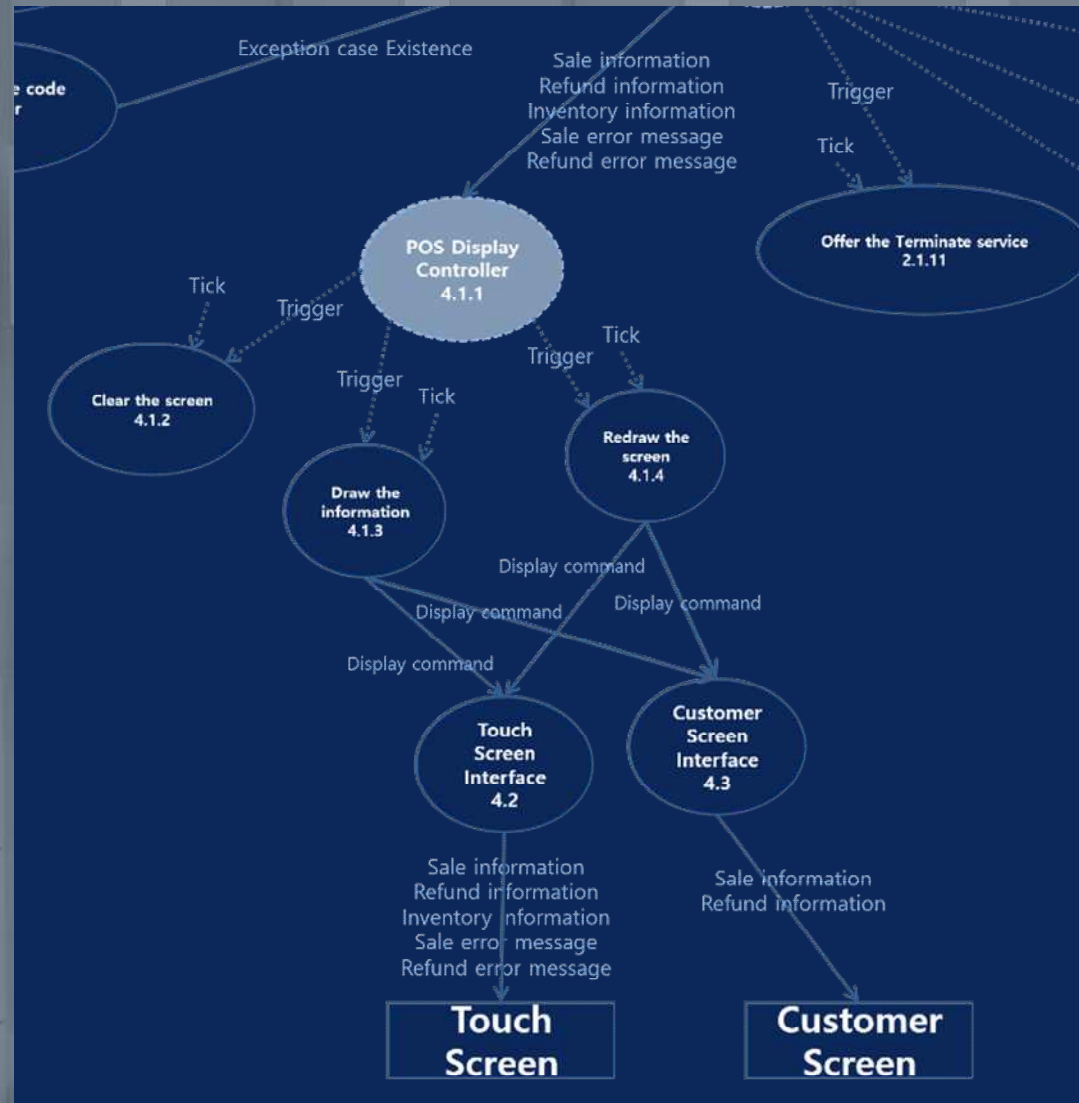 Exception case Existence
e code
r
Sale information
Refund information
Inventory information
Sale error message
Refund error message
Trigger
Tick
Offer the Terminate service
2.1.11
POS Display
Controller
4.1.1
Tick
Trigger
Clear the screen
4.1.2
Trigger
Tick
Draw the
information
4.1.3
Trigger
Tick
Redraw the
screen
4.1.4
Display command
Display command
Display command
Display command
Touch
Screen
Interface
4.2
Customer
Screen
Interface
4.3
Sale information
Refund information
Inventory information
Sale error message
Refund error message
Sale information
Refund information
Touch
Screen
Customer
Screen